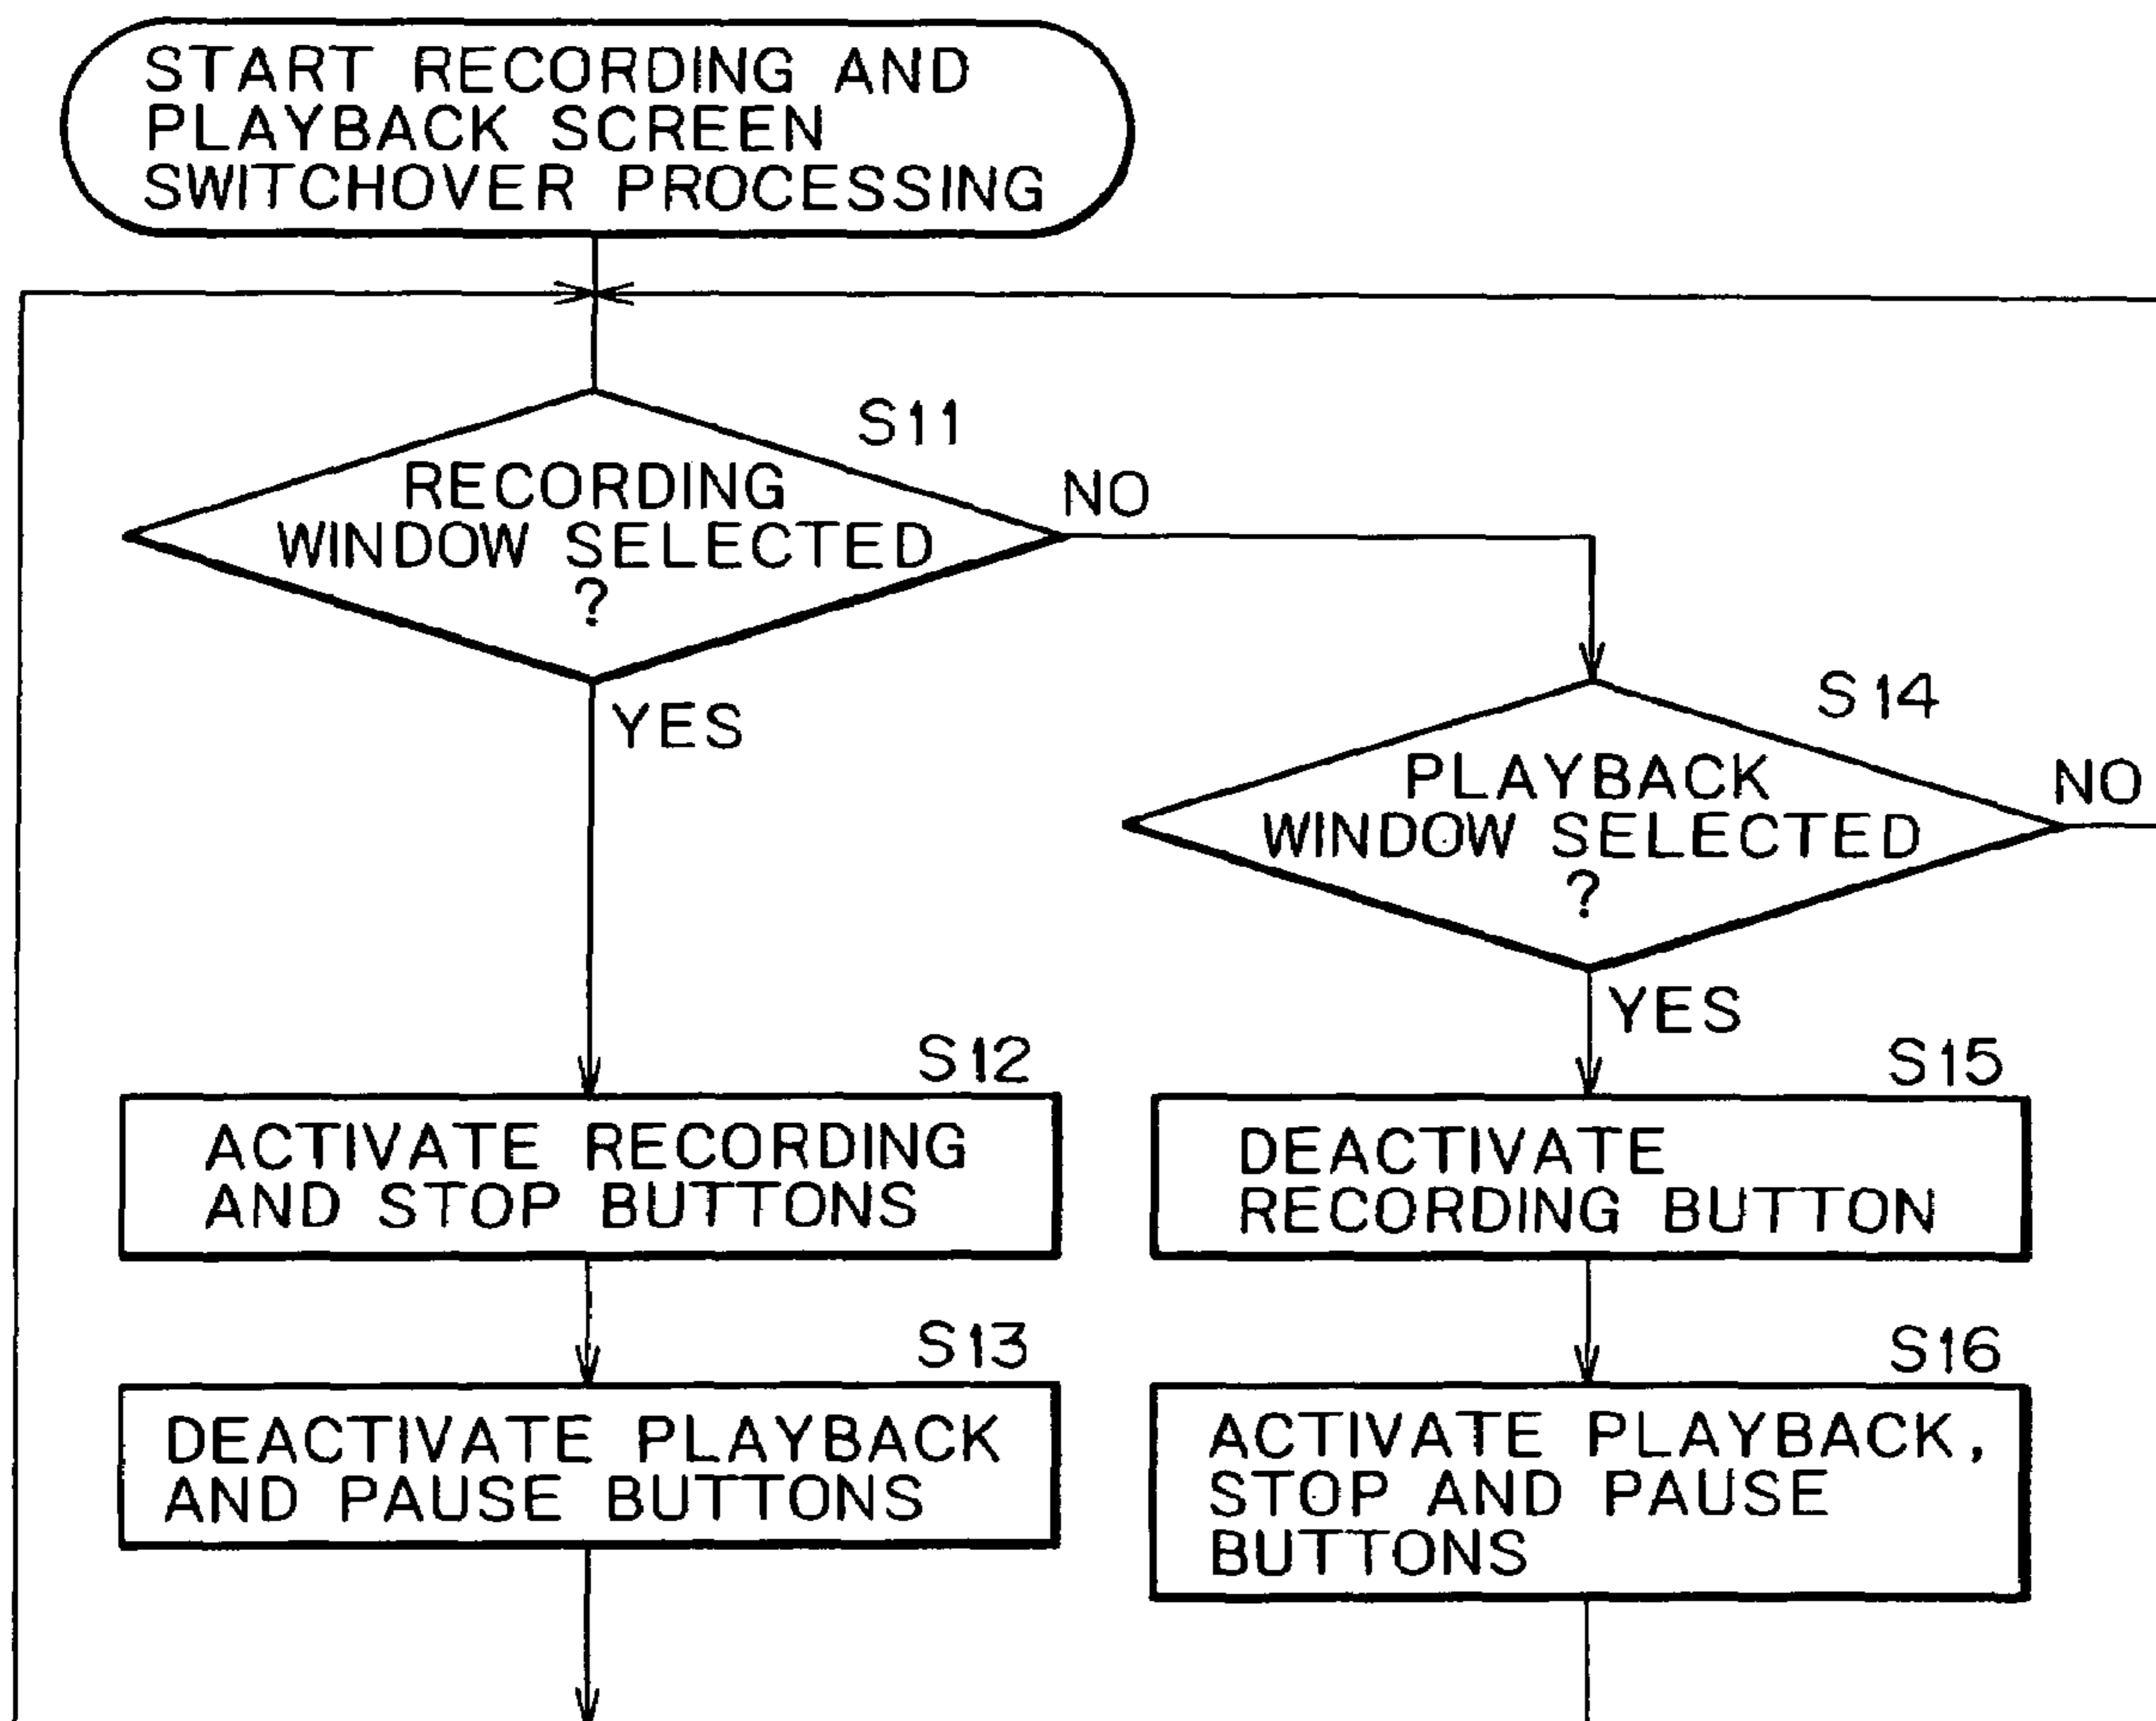 START RECORDING AND
PLAYBACK SCREEN
SWITCHOVER PROCESSING
S11
RECORDING
WINDOW SELECTED
?
NO
YES
S14
PLAYBACK
WINDOW SELECTED
?
NO
YES
S12
ACTIVATE RECORDING
AND STOP BUTTONS
S15
DEACTIVATE
RECORDING BUTTON
S13
DEACTIVATE PLAYBACK
AND PAUSE BUTTONS
S16
ACTIVATE PLAYBACK,
STOP AND PAUSE
BUTTONS